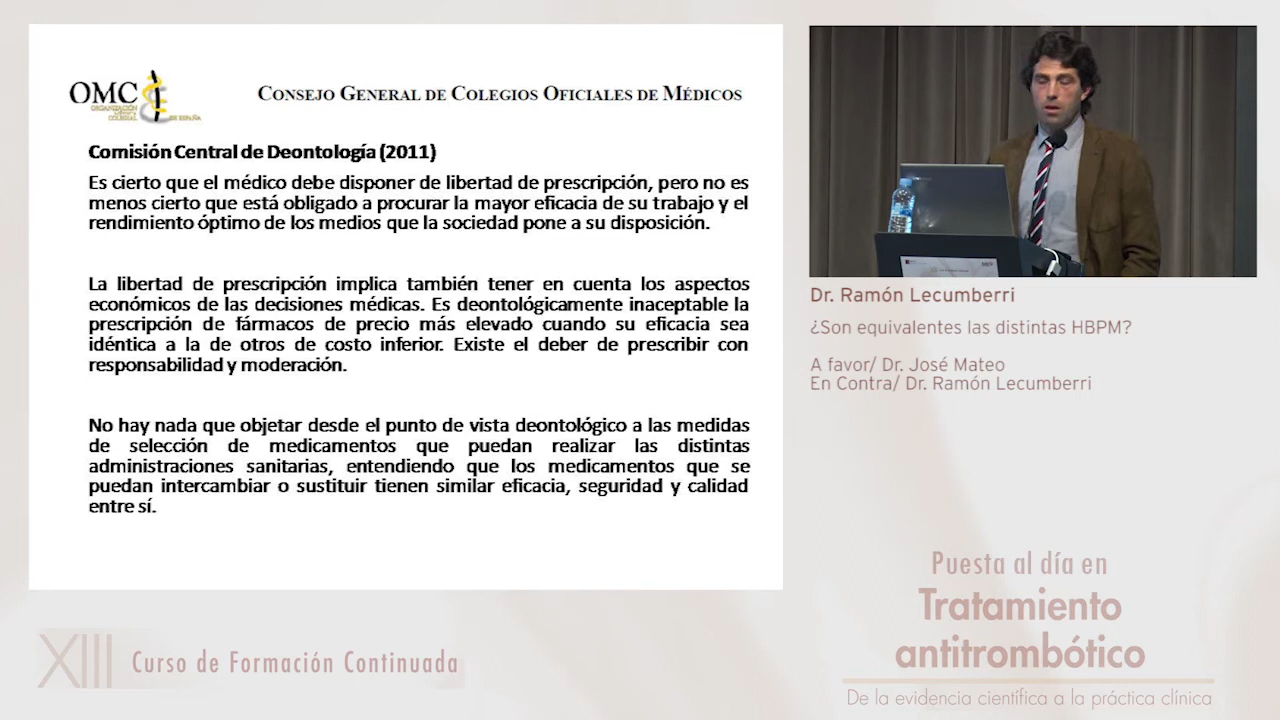 OMC
ORGANIZACIÓN
MÉDICA
COLEGIAL
DE ESPAÑA
CONSEJO GENERAL DE COLEGIOS OFICIALES DE MÉDICOS
Comisión Central de Deontología (2011)
Es cierto que el médico debe disponer de libertad de prescripción, pero no es
menos cierto que está obligado a procurar la mayor eficacia de su trabajo y el
rendimiento óptimo de los medios que la sociedad pone a su disposición.
La libertad de prescripción implica también tener en cuenta los aspectos
económicos de las decisiones médicas. Es deontológicamente inaceptable la
prescripción de fármacos de precio más elevado cuando su eficacia sea
idéntica a la de otros de costo inferior. Existe el deber de prescribir con
responsabilidad y moderación.
No hay nada que objetar desde el punto de vista deontológico a las medidas
de selección de medicamentos que puedan realizar las distintas
administraciones sanitarias, entendiendo que los medicamentos que se
puedan intercambiar o sustituir tienen similar eficacia, seguridad y calidad
entre sí.
Dr. Ramón Lecumberri
¿Son equivalentes las distintas HBPM?
A favor/ Dr. José Mateo
En Contra/ Dr. Ramón Lecumberri
Puesta al día en
Tratamiento
antitrombótico
De la evidencia científica a la práctica clínica
XIII Curso de Formación Continuada